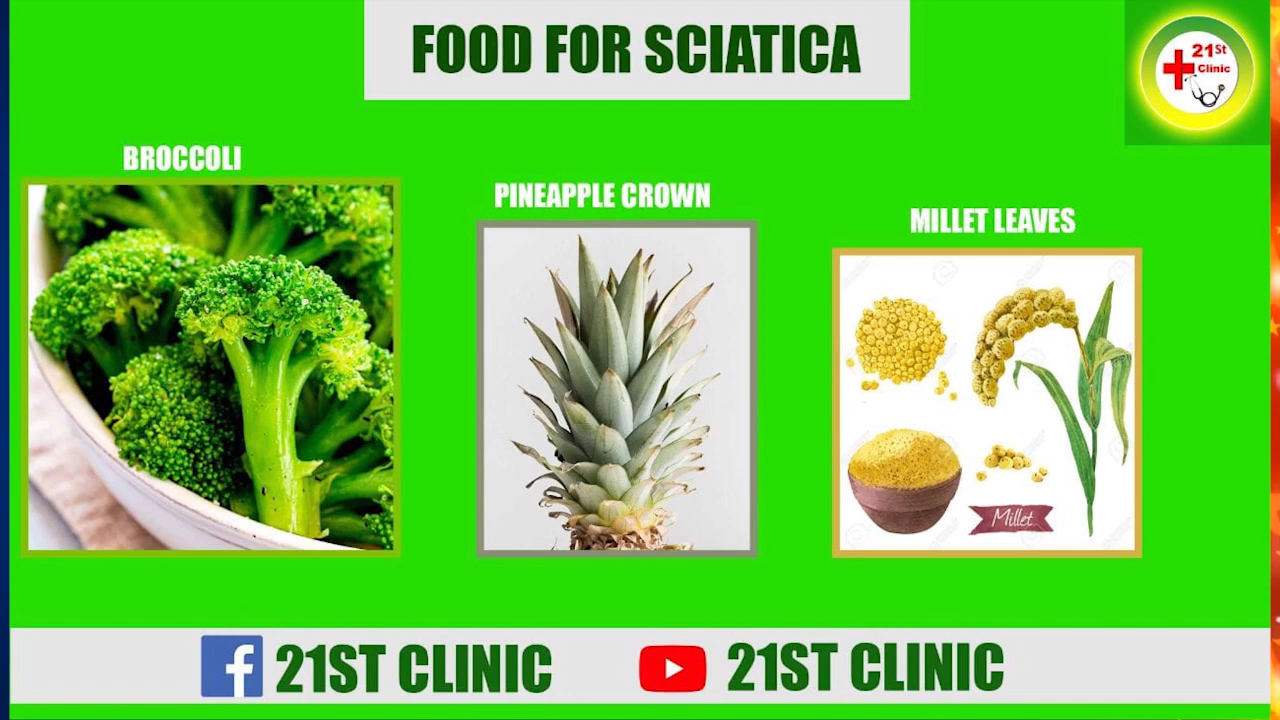 FOOD FOR SCIATICA
21St
Clinic
BROCCOLI
PINEAPPLE CROWN
MILLET LEAVES
Millet
21ST CLINIC
21ST CLINIC